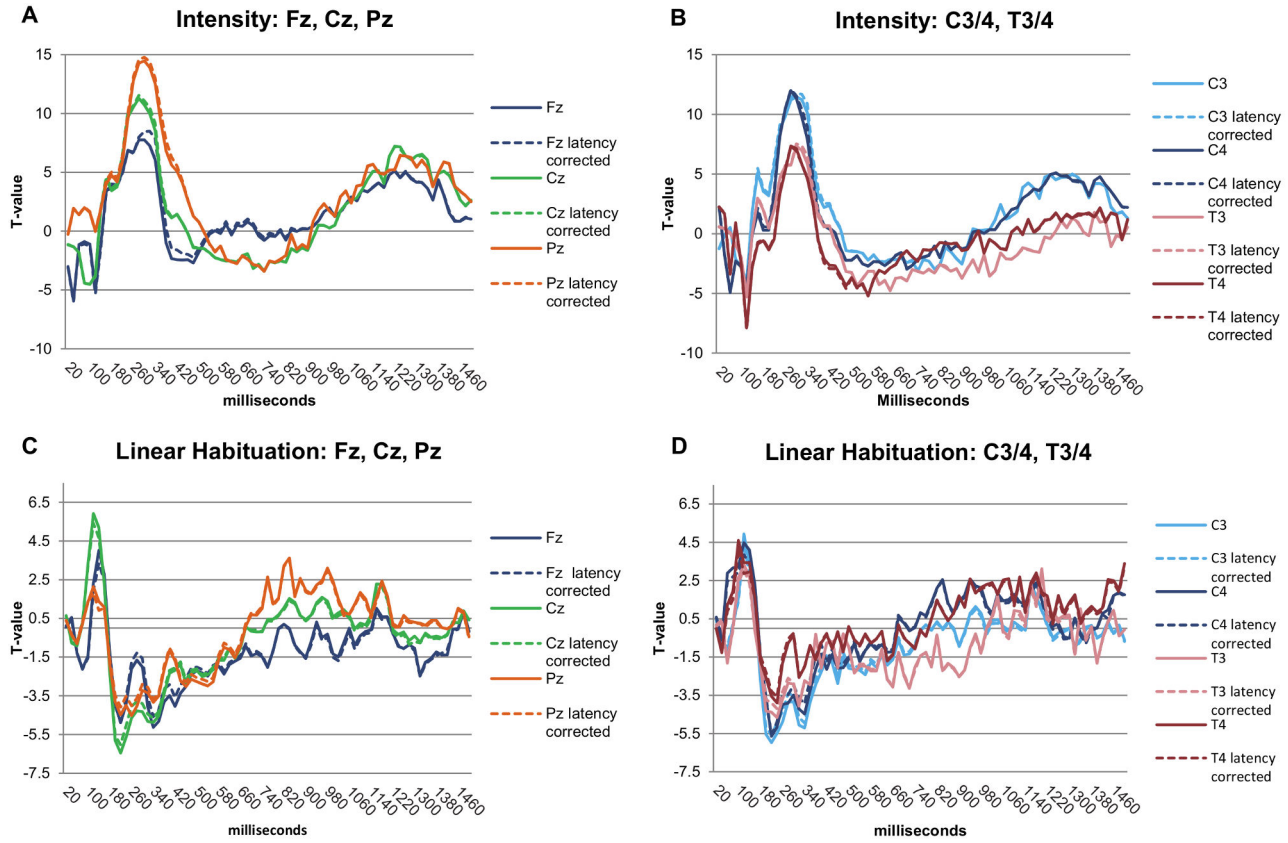 A
Intensity: Fz, Cz, Pz
T-value
15
10
5
0
-5
-10
20
100
180
260
340
420
500
580
660
740
820
900
980
1060
1140
1220
1300
1380
1460
milliseconds
Fz
Fz latency
corrected
Cz
Cz latency
corrected
Pz
Pz latency
corrected
B
Intensity: C3/4, T3/4
T-value
15
10
5
0
-5
-10
20
100
180
260
340
420
500
580
660
740
820
900
980
1060
1140
1220
1300
1380
1460
Milliseconds
C3
C3 latency
corrected
C4
C4 latency
corrected
T3
T3 latency
corrected
T4
T4 latency
corrected
C
Linear Habituation: Fz, Cz, Pz
T-value
6.5
4.5
2.5
0.5
-1.5
-3.5
-5.5
-7.5
20
100
180
260
340
420
500
580
660
740
820
900
980
1060
1140
1220
1300
1380
1460
milliseconds
Fz
Fz latency
corrected
Cz
Cz latency
corrected
Pz
Pz latency
corrected
D
Linear Habituation: C3/4, T3/4
T-value
6.5
4.5
2.5
0.5
-1.5
-3.5
-5.5
-7.5
20
100
180
260
340
420
500
580
660
740
820
900
980
1060
1140
1220
1300
1380
1460
milliseconds
C3
C3 latency
corrected
C4
C4 latency
corrected
T3
T3 latency
corrected
T4
T4 latency
corrected